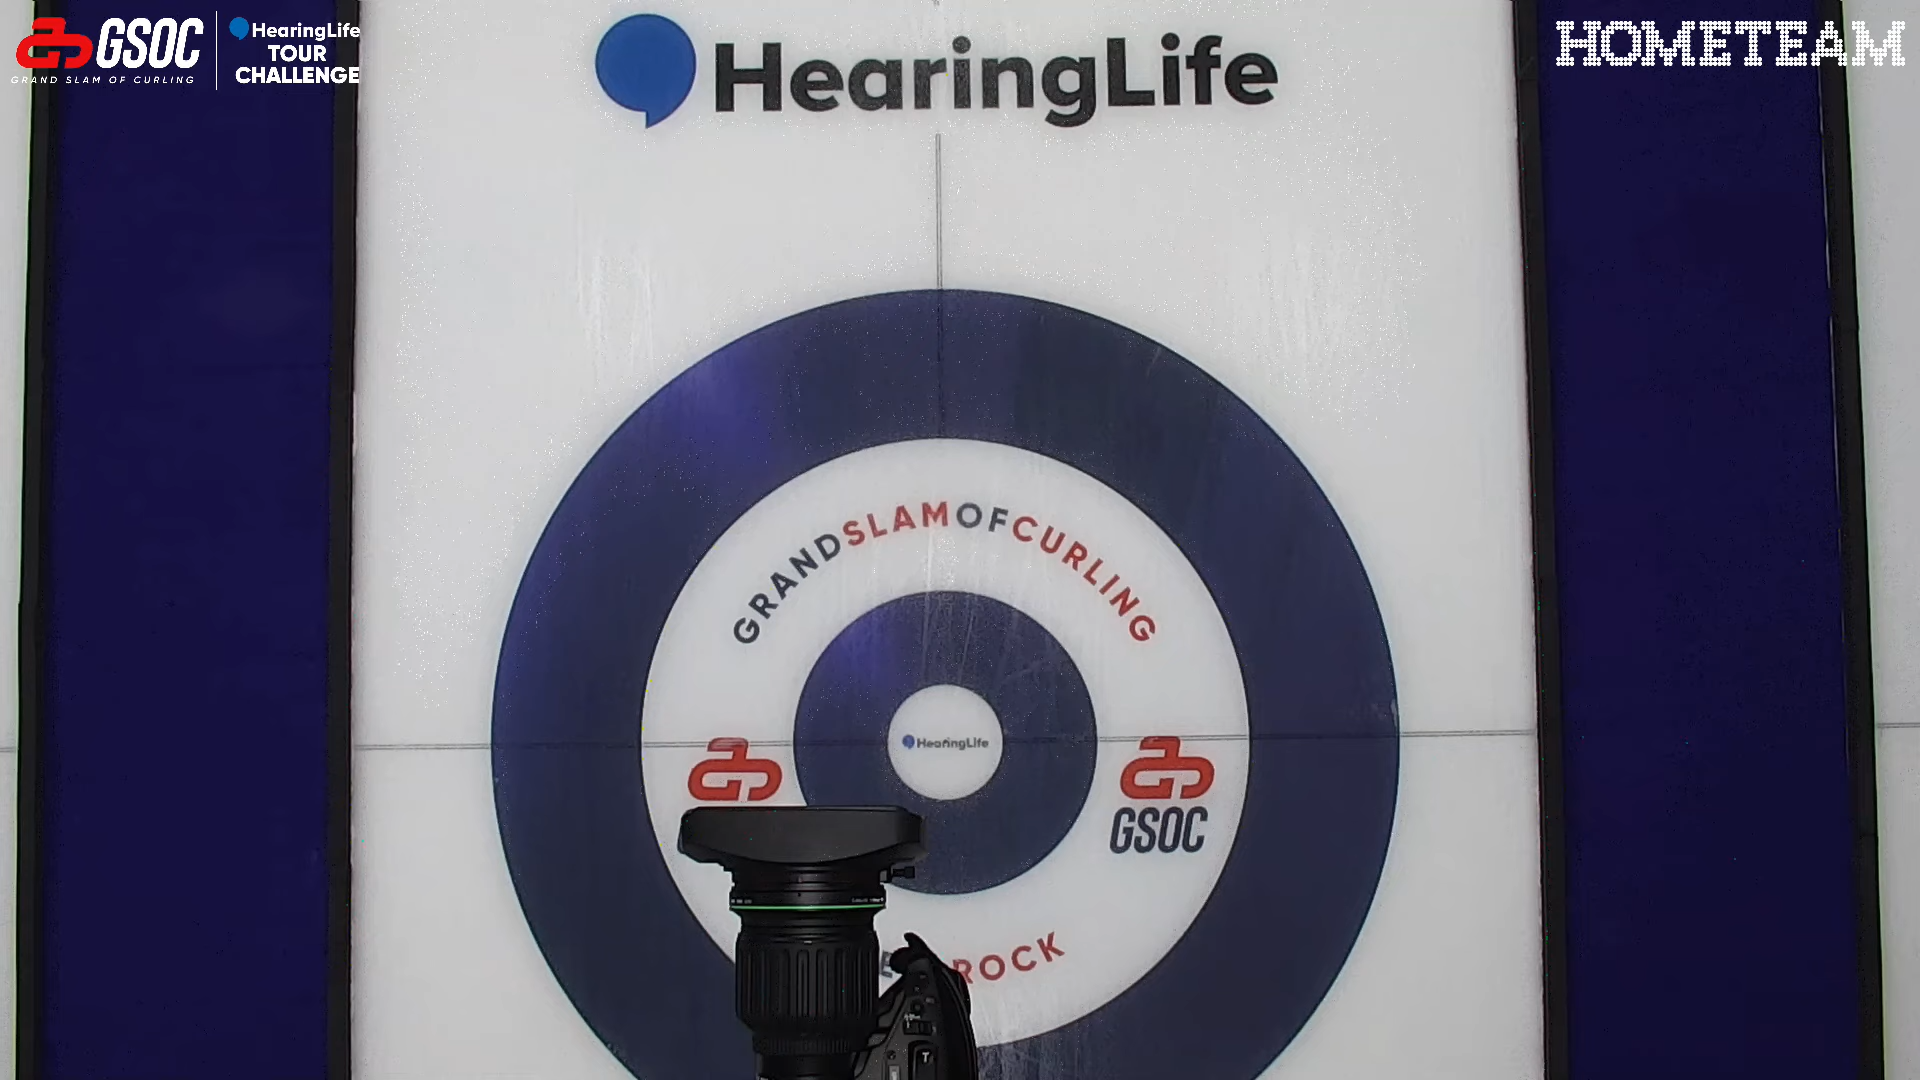 GSOC
GRAND SLAM OF CURLING
HearingLife
TOUR
CHALLENGE
HOMETEAM
HearingLife
GRANDSLAMOFCURLING
HearingLife
GSOC
ROCK
T